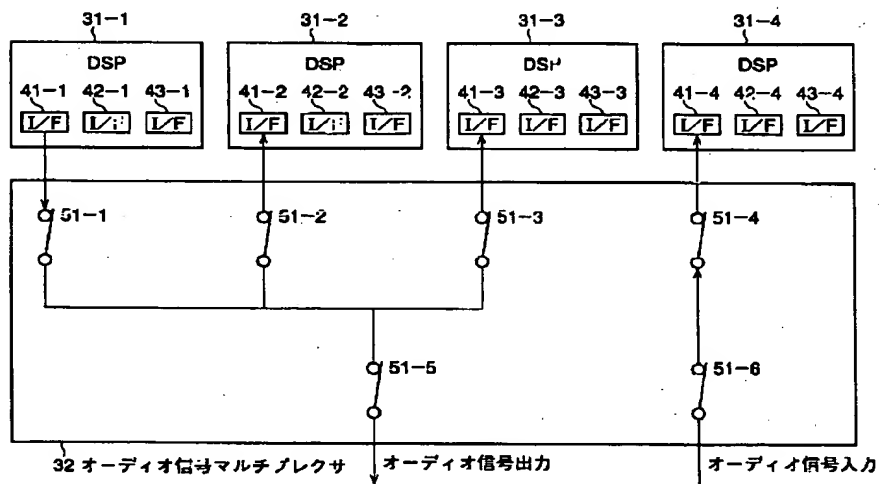 31-1 31-2 31-3 31-4
DSP DSP DSP DSP
41-1 42-1 43-1 41-2 42-2 43-2 41-3 42-3 43-3 41-4 42-4 43-4
I/F I/F I/F I/F I/F I/F I/F I/F I/F I/F I/F I/F
51-1 51-2 51-3 51-4
51-5 51-6
32 オーディオ信号マルチプレクサ オーディオ信号出力 オーディオ信号入力